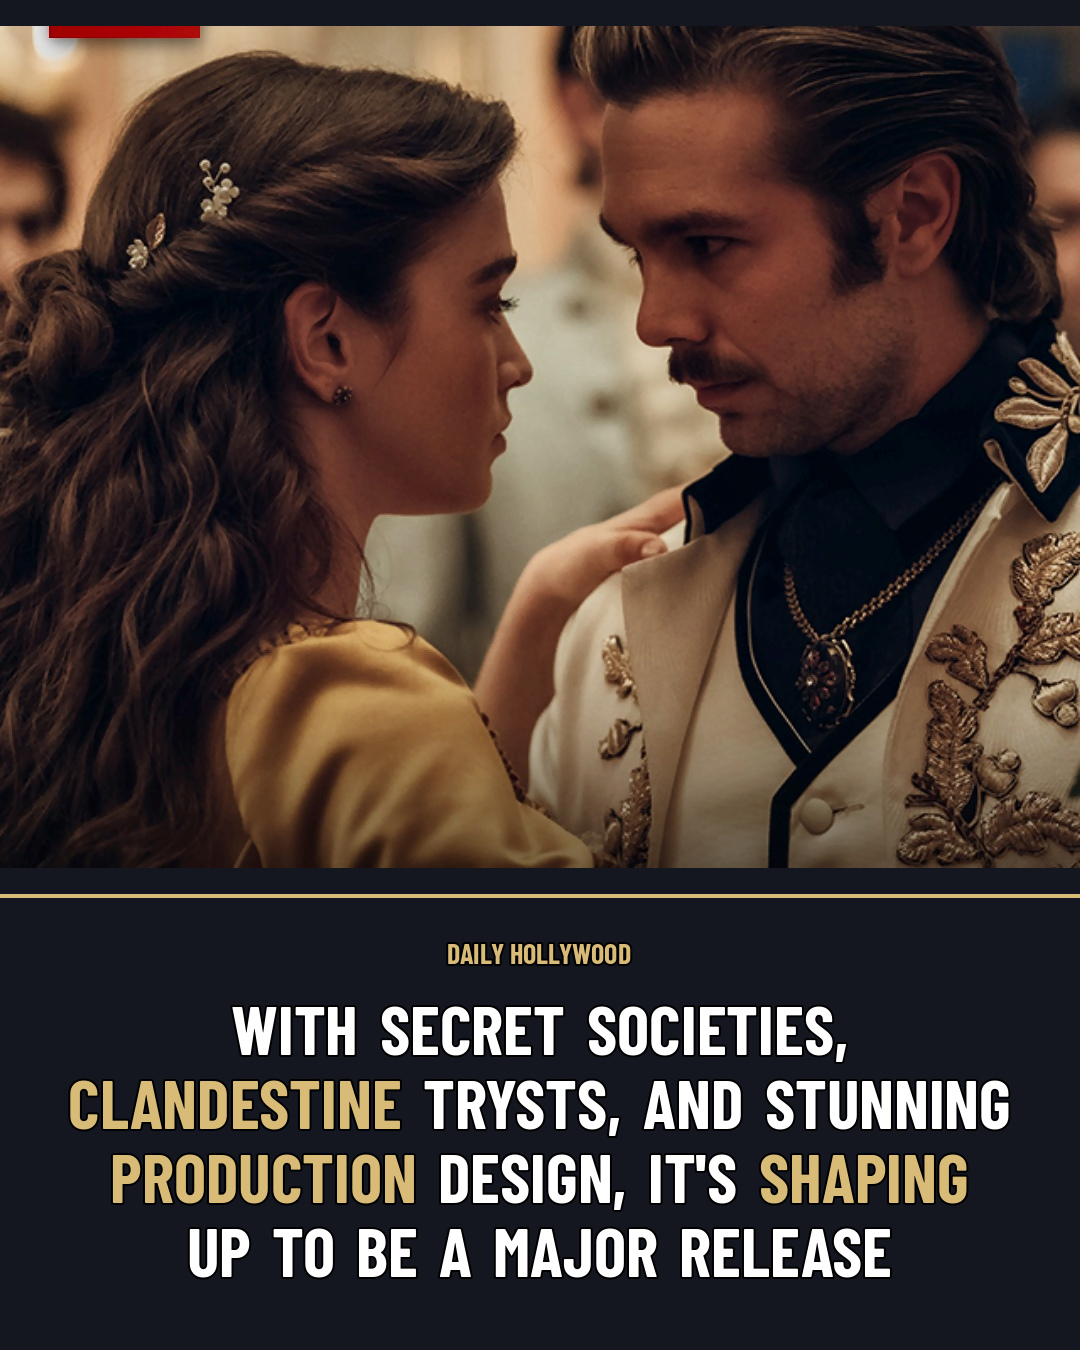 DAILY HOLLYWOOD
WITH SECRET SOCIETIES,
CLANDESTINE TRYSTS, AND STUNNING
PRODUCTION DESIGN, IT'S SHAPING
UP TO BE A MAJOR RELEASE